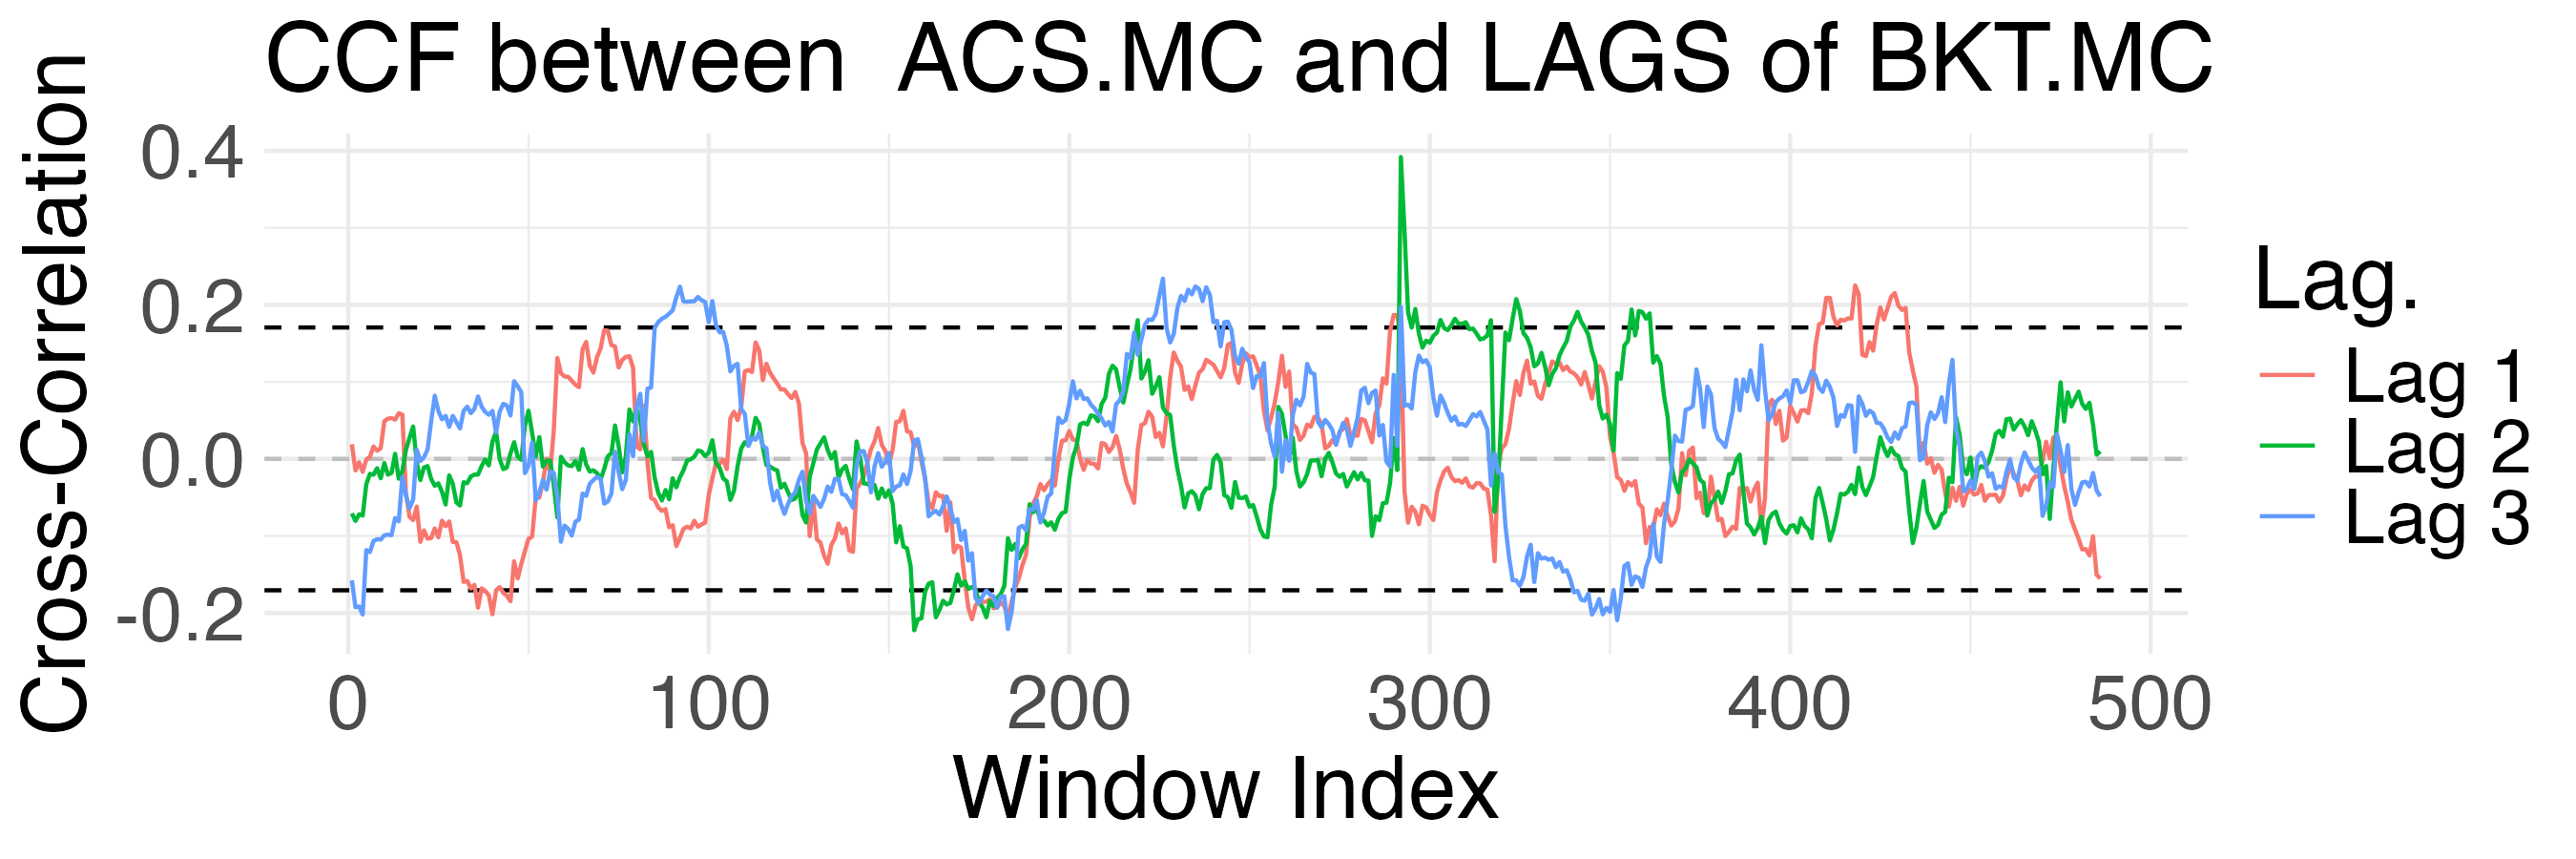 CCF between  ACS.MC and LAGS of BKT.MC
Cross-Correlation
0.4
0.2
0.0
-0.2
0 100 200 300 400 500
Window Index
Lag.
Lag 1
Lag 2
Lag 3